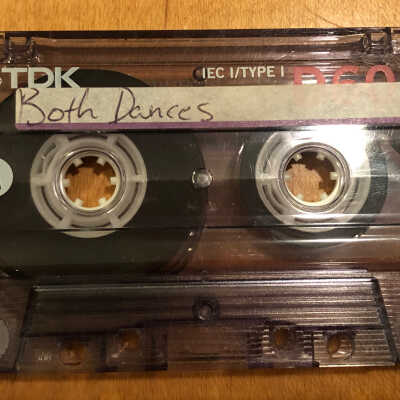 TDK
IEC I/TYPE I
D60
Both Dances